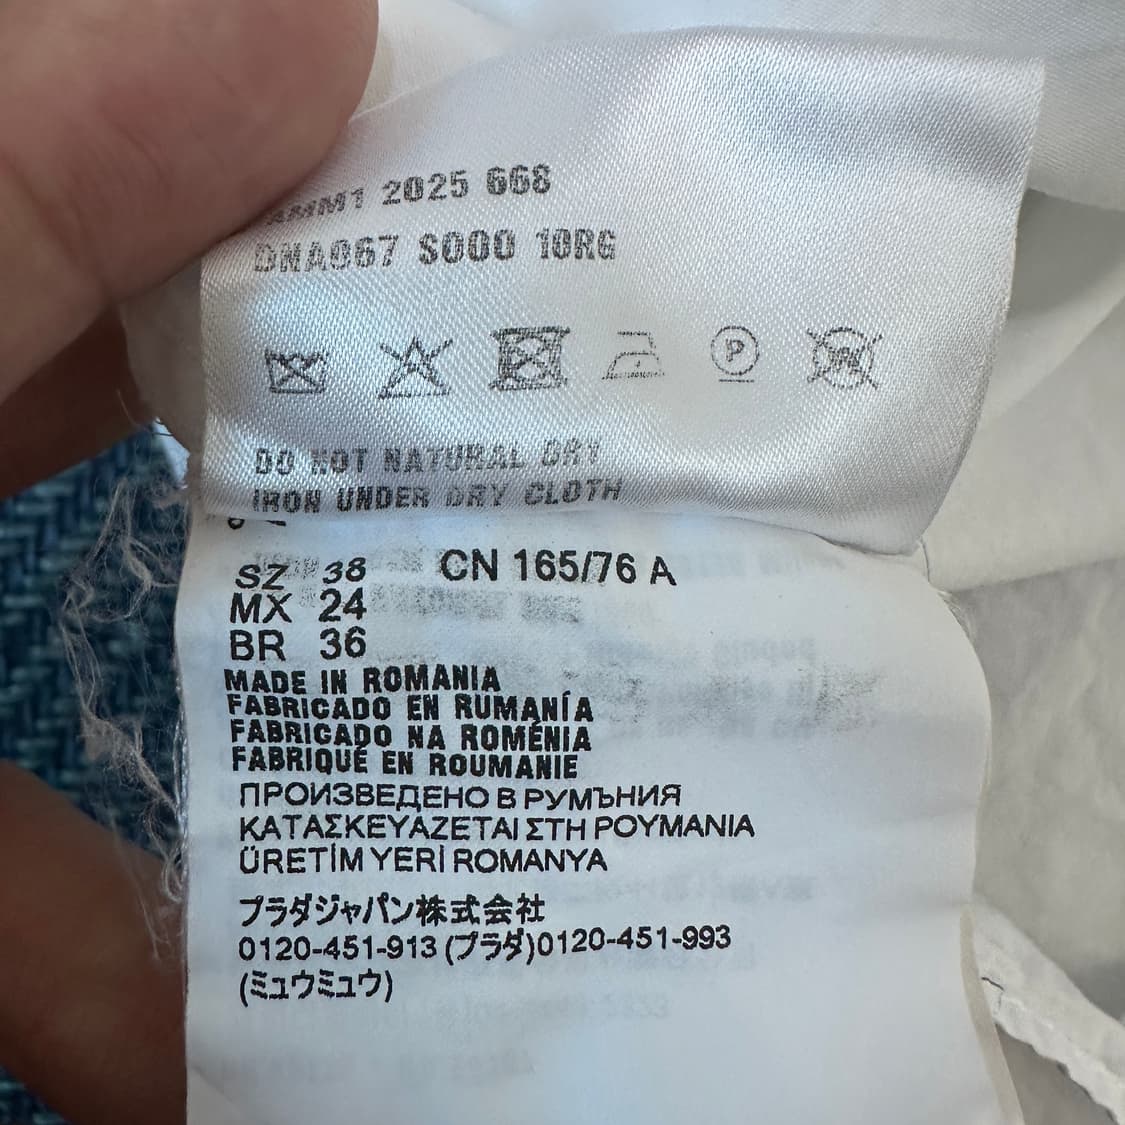 2025 668
DNA067 S000 10RG
P
W
DO NOT NATURAL DRY
IRON UNDER DRY CLOTH
SZ 38 CN 165/76 A
MX 24
BR 36
MADE IN ROMANIA
FABRICADO EN RUMANÍA
FABRICADO NA ROMÉNIA
FABRIQUÉ EN ROUMANIE
ПРОИЗВЕДЕНО В РУМЪНИЯ
ΚΑΤΑΣΚΕΥΑΖΕΤΑΙ ΣΤΗ ΡΟΥΜΑΝΙΑ
ÜRETİM YERİ ROMANYA
プラダジャパン株式会社
0120-451-913 (プラダ)0120-451-993
(ミュウミュウ)